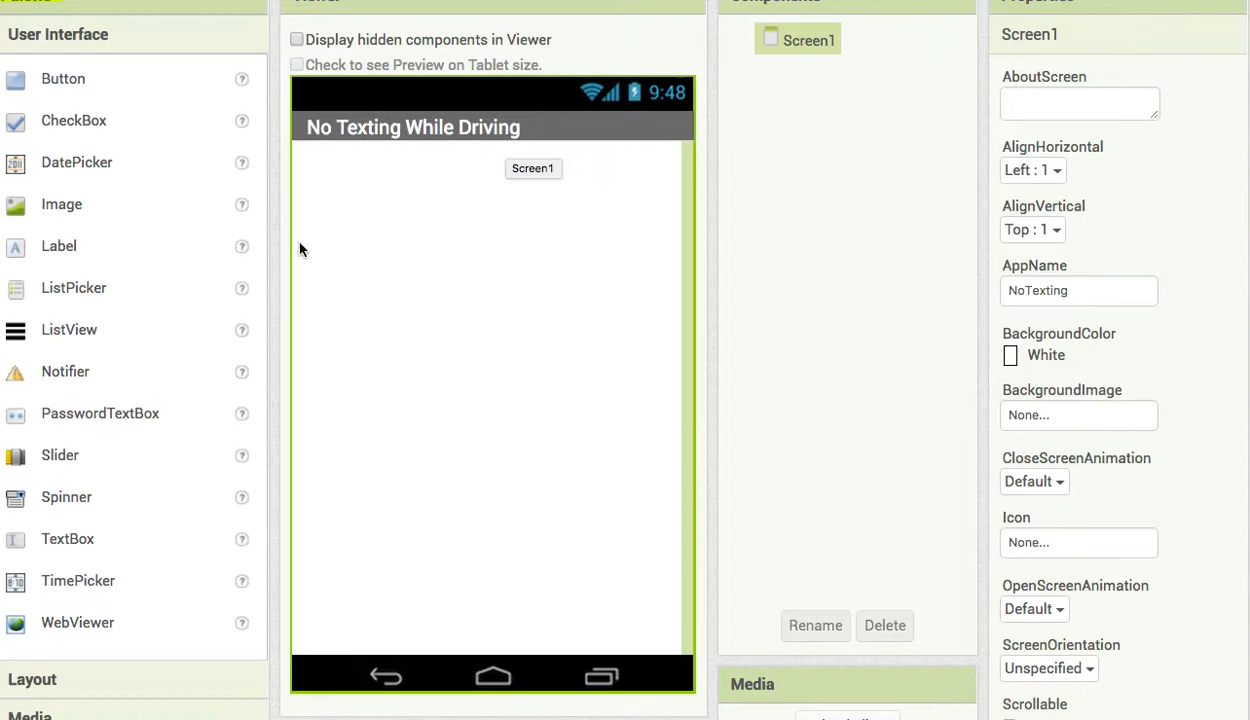 User Interface
Button
CheckBox
DatePicker
Image
Label
ListPicker
ListView
Notifier
PasswordTextBox
Slider
Spinner
TextBox
TimePicker
WebViewer
Layout
Media
Display hidden components in Viewer
Check to see Preview on Tablet size.
9:48
No Texting While Driving
Screen1
Screen1
Rename
Delete
Media
Screen1
AboutScreen
AlignHorizontal
Left : 1
AlignVertical
Top : 1
AppName
NoTexting
BackgroundColor
White
BackgroundImage
None...
CloseScreenAnimation
Default
Icon
None...
OpenScreenAnimation
Default
ScreenOrientation
Unspecified
Scrollable